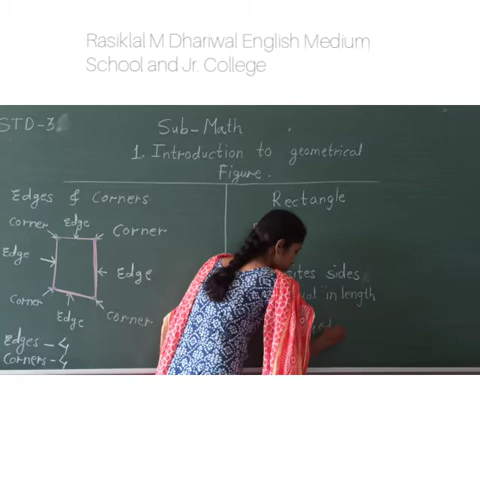 Rasiklal M Dhariwal English Medium
School and Jr. College
STD-3
Sub-Math
1. Introduction to geometrical
Figure.
Edges & Corners
Corner Edge Corner
Edge Edge
Corner Edge Corner
Edges - 4
Corners - 4
Rectangle
sites sides
in length